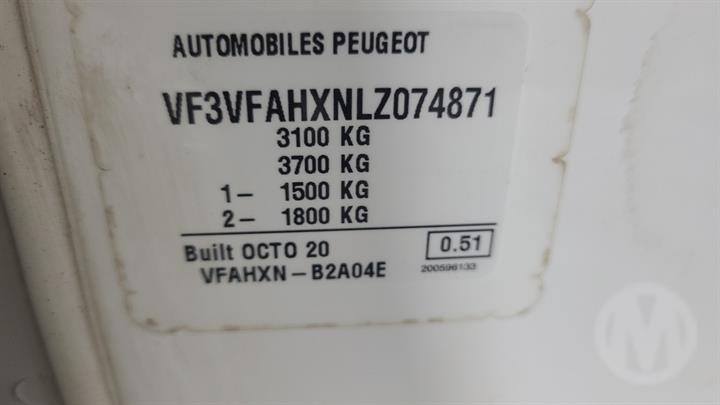 AUTOMOBILES PEUGEOT
VF3VFAHXNLZ074871
3100 KG
3700 KG
1– 1500 KG
2– 1800 KG
Built OCTO 20 0.51
VFAHXN–B2A04E 200596133
M